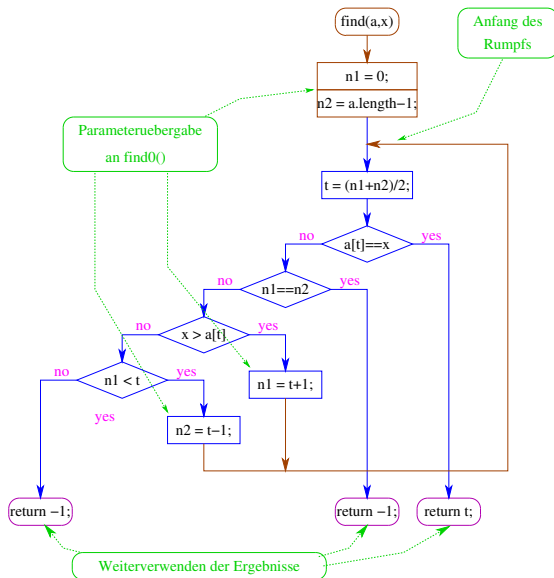 find(a,x)
Anfang des
Rumpfs
n1 = 0;
n2 = a.length−1;
Parameteruebergabe
an find0()
t = (n1+n2)/2;
no
yes
a[t]==x
no
yes
n1==n2
no
yes
x > a[t]
no
yes
n1 < t
n1 = t+1;
yes
n2 = t−1;
return −1;
return −1;
return t;
Weiterverwenden der Ergebnisse